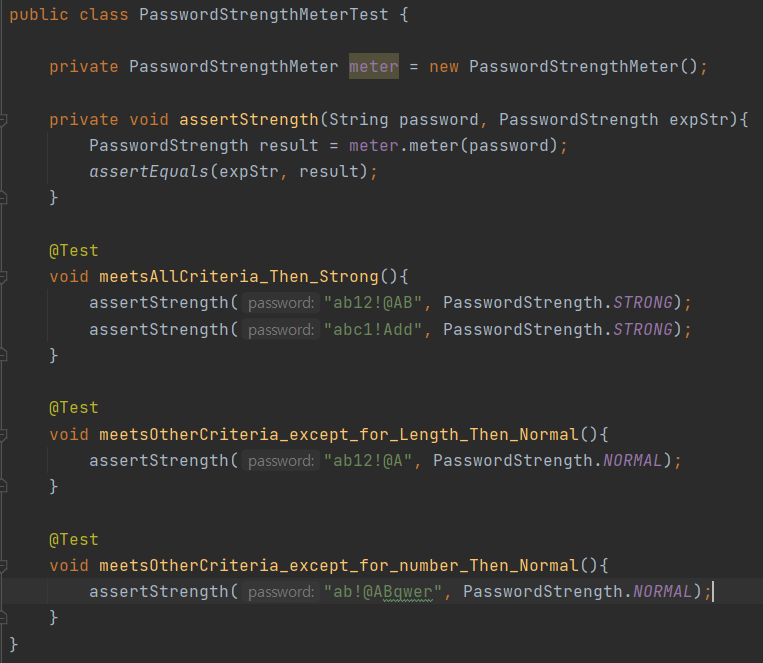 public class PasswordStrengthMeterTest {
private PasswordStrengthMeter meter = new PasswordStrengthMeter();
private void assertStrength(String password, PasswordStrength expStr){
PasswordStrength result = meter.meter(password);
assertEquals(expStr, result);
}
@Test
void meetsAllCriteria_Then_Strong(){
assertStrength( password: "ab12!@AB", PasswordStrength.STRONG);
assertStrength( password: "abc1!Add", PasswordStrength.STRONG);
}
@Test
void meetsOtherCriteria_except_for_Length_Then_Normal(){
assertStrength( password: "ab12!@A", PasswordStrength.NORMAL);
}
@Test
void meetsOtherCriteria_except_for_number_Then_Normal(){
assertStrength( password: "ab!@ABqwer", PasswordStrength.NORMAL);
}
}